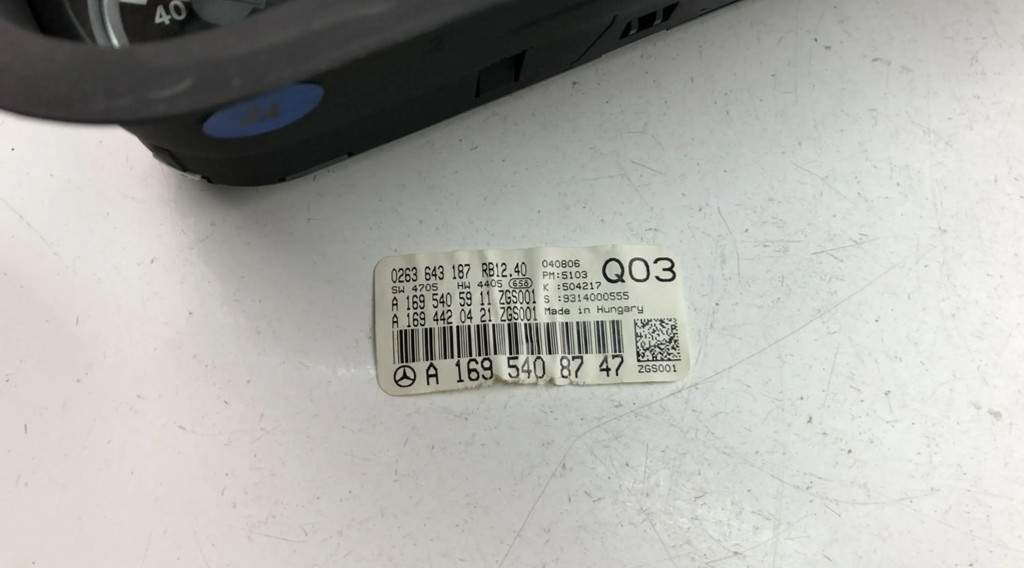 40
0263 643 187 RB12.40
SW 4705 HW 4405 658
A 169 540 59 11 ZGS001
A 169 442 04 21 ZGS001
040806
PM:5103
K :504217
S :9314000555
Made in Hungary
Q03
A 169 540 87 47
ZGS001